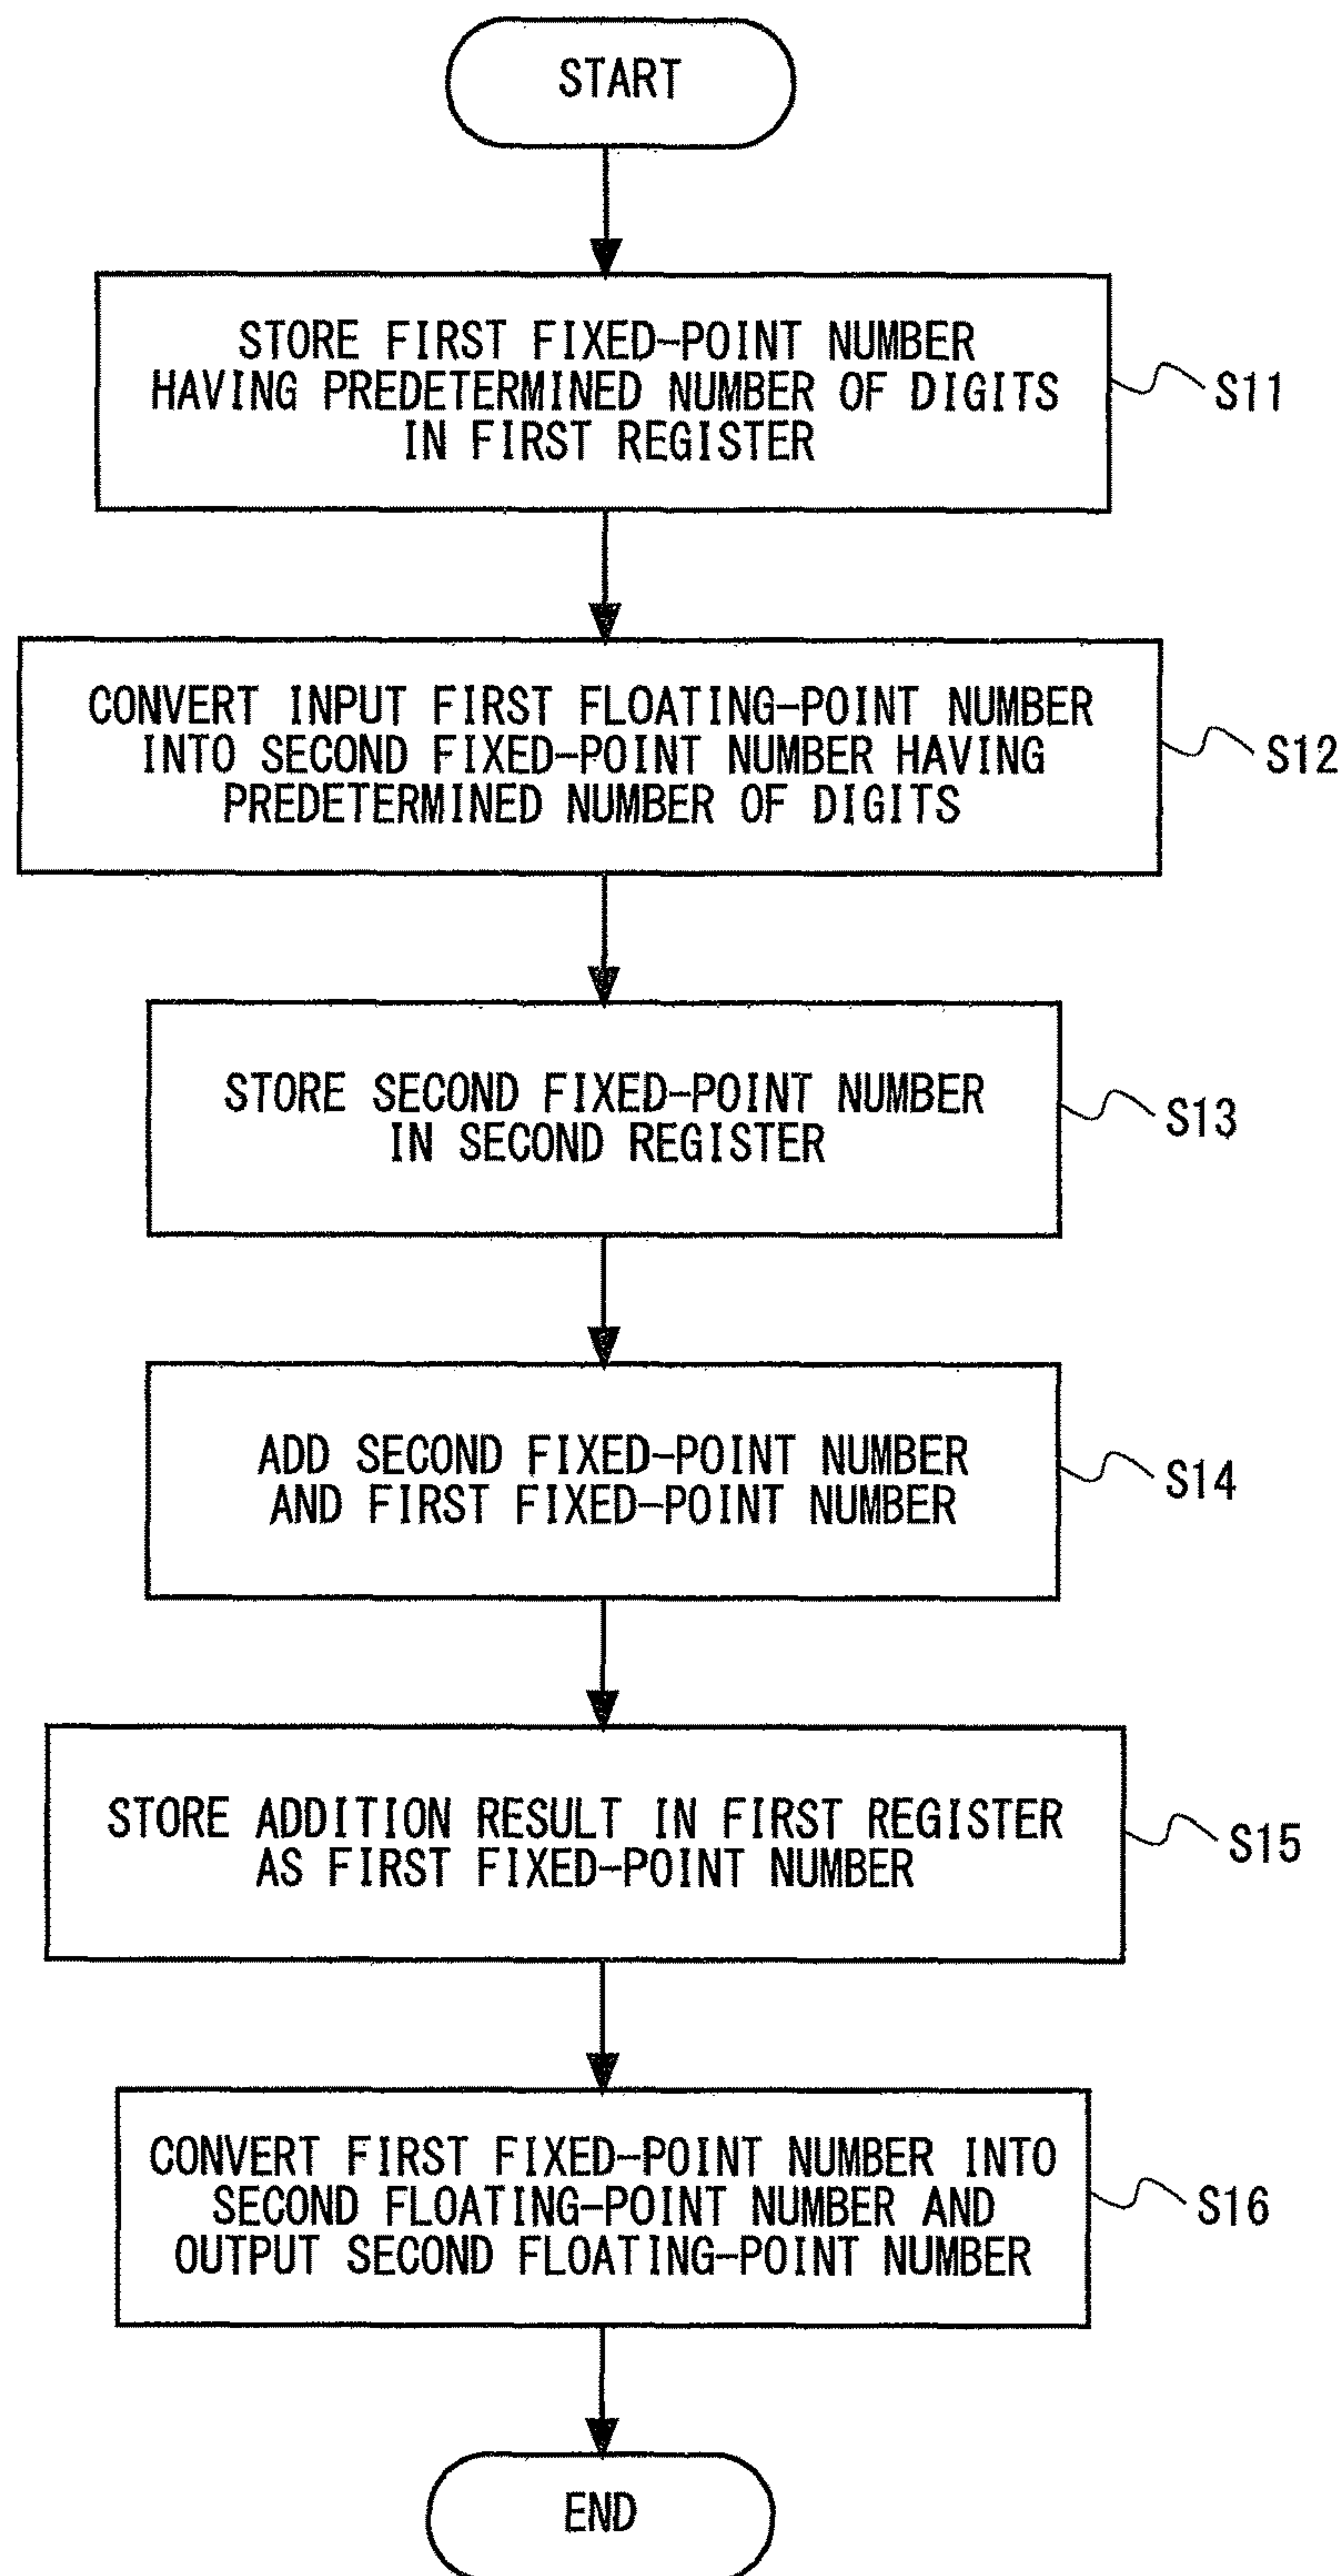 START
STORE FIRST FIXED-POINT NUMBER
HAVING PREDETERMINED NUMBER OF DIGITS
IN FIRST REGISTER
S11
CONVERT INPUT FIRST FLOATING-POINT NUMBER
INTO SECOND FIXED-POINT NUMBER HAVING
PREDETERMINED NUMBER OF DIGITS
S12
STORE SECOND FIXED-POINT NUMBER
IN SECOND REGISTER
S13
ADD SECOND FIXED-POINT NUMBER
AND FIRST FIXED-POINT NUMBER
S14
STORE ADDITION RESULT IN FIRST REGISTER
AS FIRST FIXED-POINT NUMBER
S15
CONVERT FIRST FIXED-POINT NUMBER INTO
SECOND FLOATING-POINT NUMBER AND
OUTPUT SECOND FLOATING-POINT NUMBER
S16
END